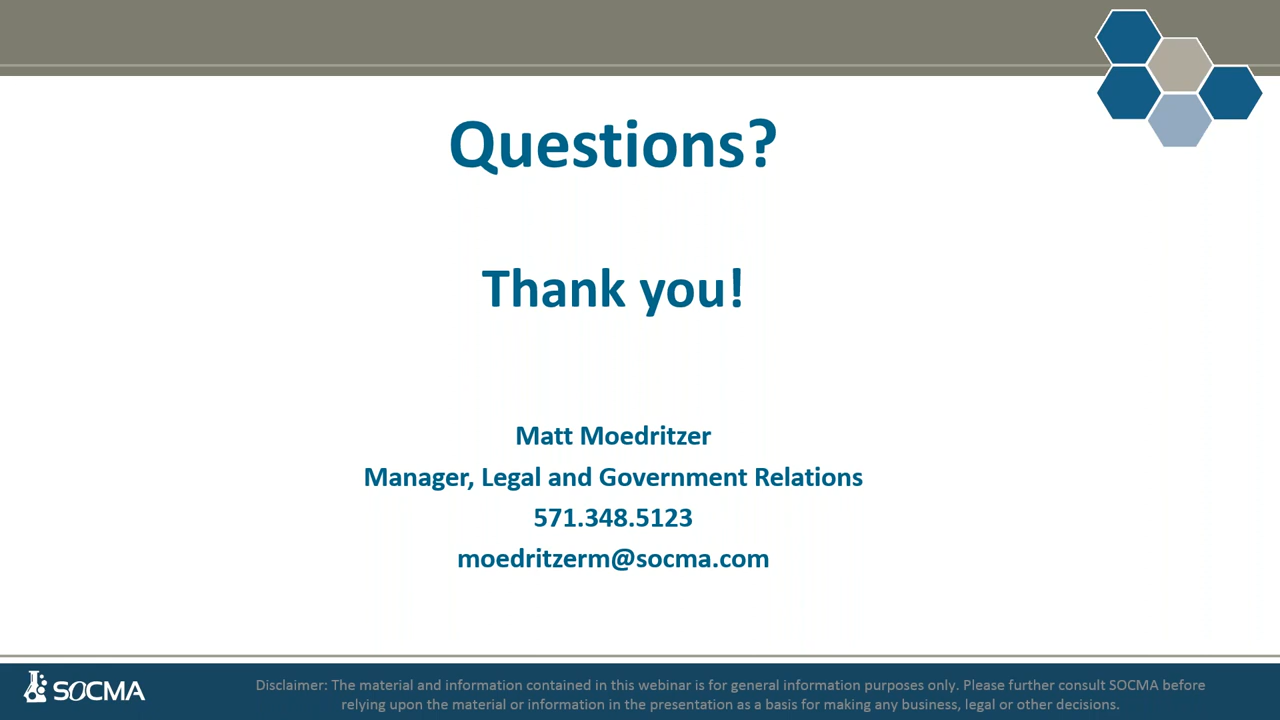 Questions?
Thank you!
Matt Moedritzer
Manager, Legal and Government Relations
571.348.5123
moedritzerm@socma.com
SOCMA
Disclaimer: The material and information contained in this webinar is for general information purposes only. Please further consult SOCMA before
relying upon the material or information in the presentation as a basis for making any business, legal or other decisions.